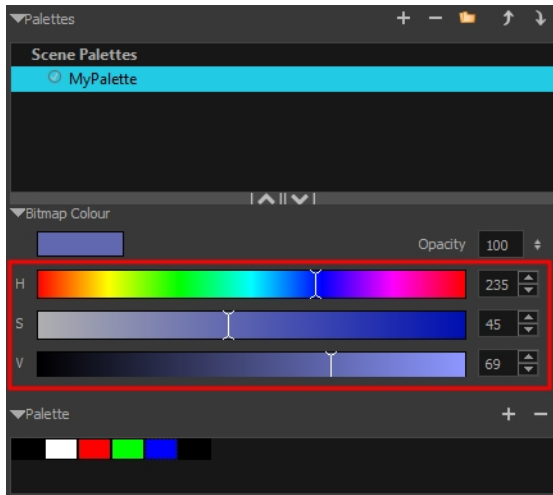 Palettes
Scene Palettes
MyPalette
Bitmap Colour
Opacity 100
H 235
S 45
V 69
Palette